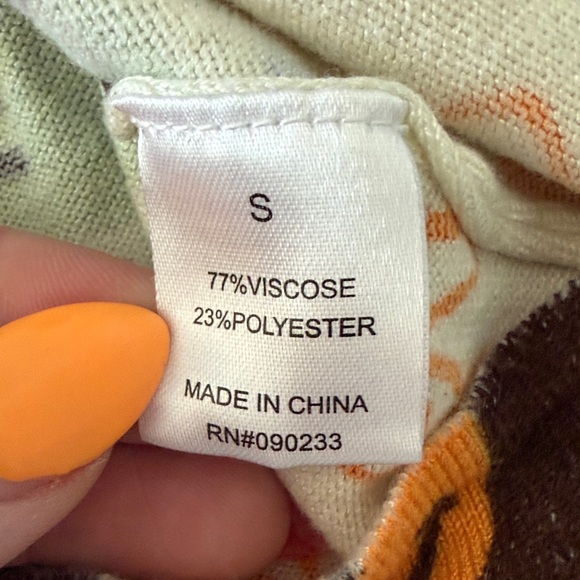 S
77%VISCOSE
23%POLYESTER
MADE IN CHINA
RN#090233